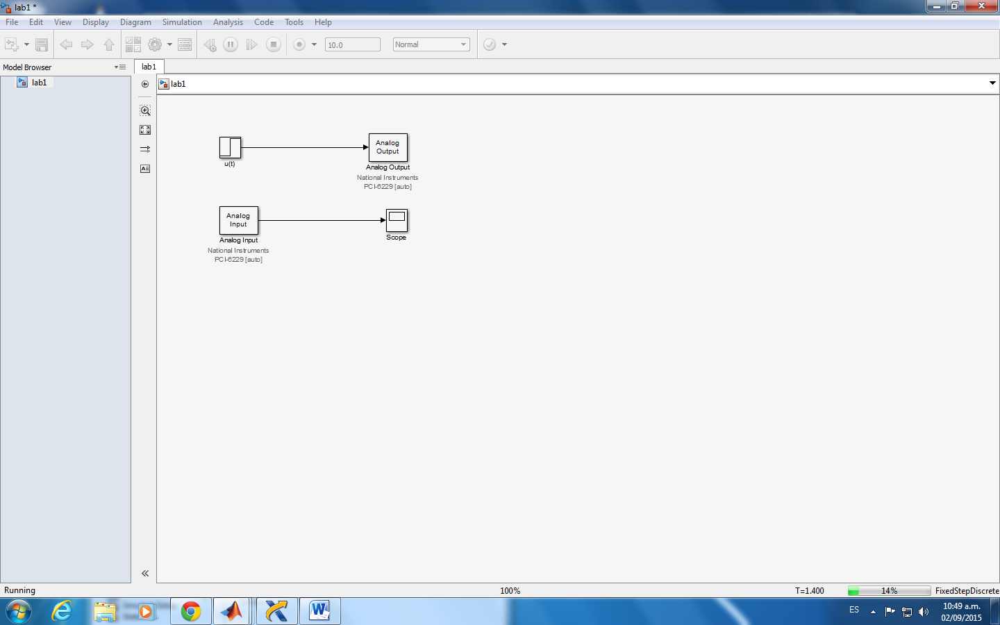 lab1 *
File Edit View Display Diagram Simulation Analysis Code Tools Help
10.0 Normal
Model Browser
lab1
lab1
lab1
u(t)
Analog
Output
Analog Output
National Instruments
PCI-6229 [auto]
Analog
Input
Analog Input
National Instruments
PCI-6229 [auto]
Scope
Running 100% T=1.400 14% FixedStepDiscrete
ES
10:49 a.m.
02/09/2015